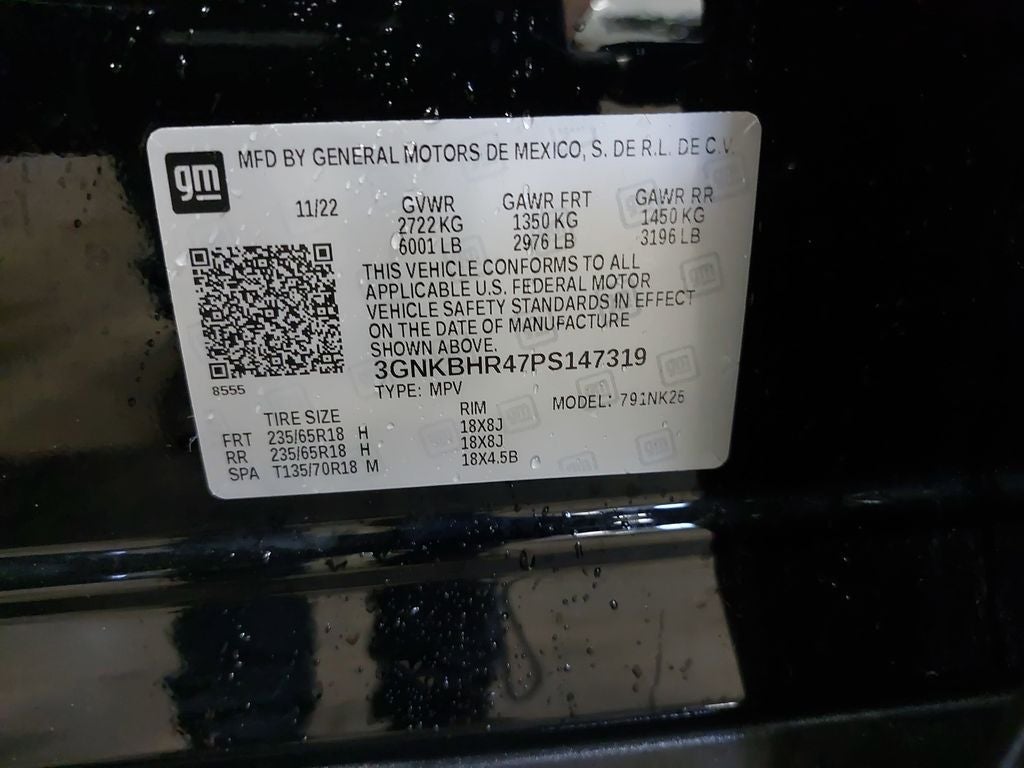 gm
MFD BY GENERAL MOTORS DE MEXICO, S. DE R.L. DE C.V.
11/22
GVWR GAWR FRT GAWR RR
2722 KG 1350 KG 1450 KG
6001 LB 2976 LB 3196 LB
THIS VEHICLE CONFORMS TO ALL
APPLICABLE U.S. FEDERAL MOTOR
VEHICLE SAFETY STANDARDS IN EFFECT
ON THE DATE OF MANUFACTURE
SHOWN ABOVE.
3GNKBHR47PS147319
8555
TYPE: MPV
MODEL: 791NK26
TIRE SIZE RIM
FRT 235/65R18 H 18X8J
RR 235/65R18 H 18X8J
SPA T135/70R18 M 18X4.5B